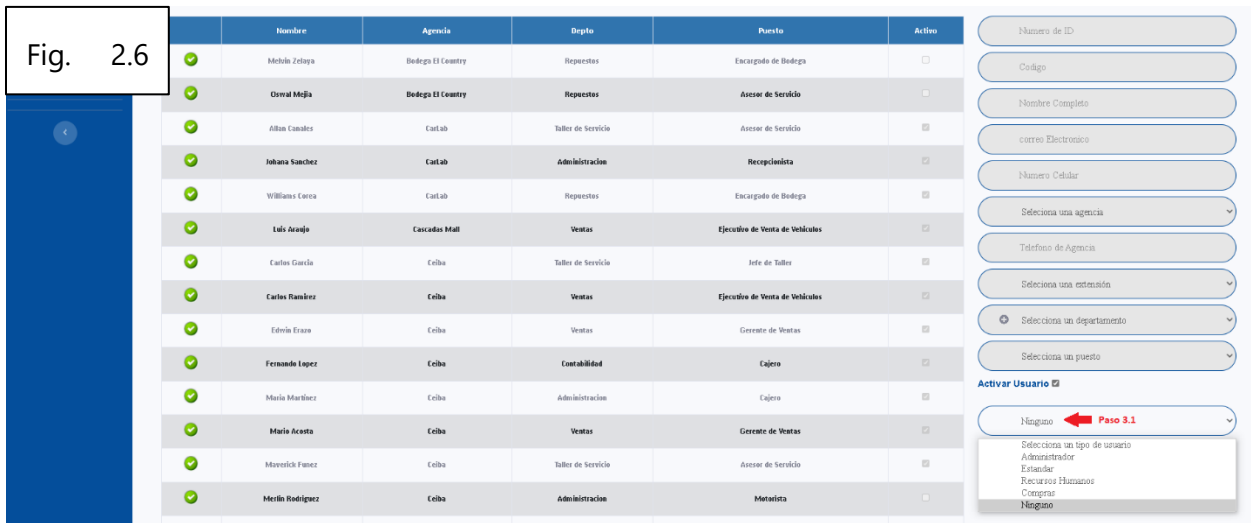 Fig. 2.6
Nombre Agencia Depto Puesto Activo
Melvin Zelaya Bodega El Country Repuestos Encargado de Bodega
Oswal Mejia Bodega El Country Repuestos Asesor de Servicio
Allan Canales CarLab Taller de Servicio Asesor de Servicio
Johana Sanchez CarLab Administracion Recepcionista
Williams Corea CarLab Repuestos Encargado de Bodega
Luis Araujo Cascadas Mall Ventas Ejecutivo de Venta de Vehiculos
Carlos Garcia Ceiba Taller de Servicio Jefe de Taller
Carlos Ramirez Ceiba Ventas Ejecutivo de Venta de Vehiculos
Edwin Erazo Ceiba Ventas Gerente de Ventas
Fernando Lopez Ceiba Contabilidad Cajero
Maria Martinez Ceiba Administracion Cajero
Mario Acosta Ceiba Ventas Gerente de Ventas
Maverick Funez Ceiba Taller de Servicio Asesor de Servicio
Merlin Rodriguez Ceiba Administracion Motorista
Numero de ID
Codigo
Nombre Completo
correo Electronico
Numero Celular
Seleciona una agencia
Telefono de Agencia
Seleciona una extensión
Selecciona un departamento
Selecciona un puesto
Activar Usuario
Ninguno Paso 3.1
Selecciona un tipo de usuario
Administrador
Estandar
Recursos Humanos
Compras
Ninguno